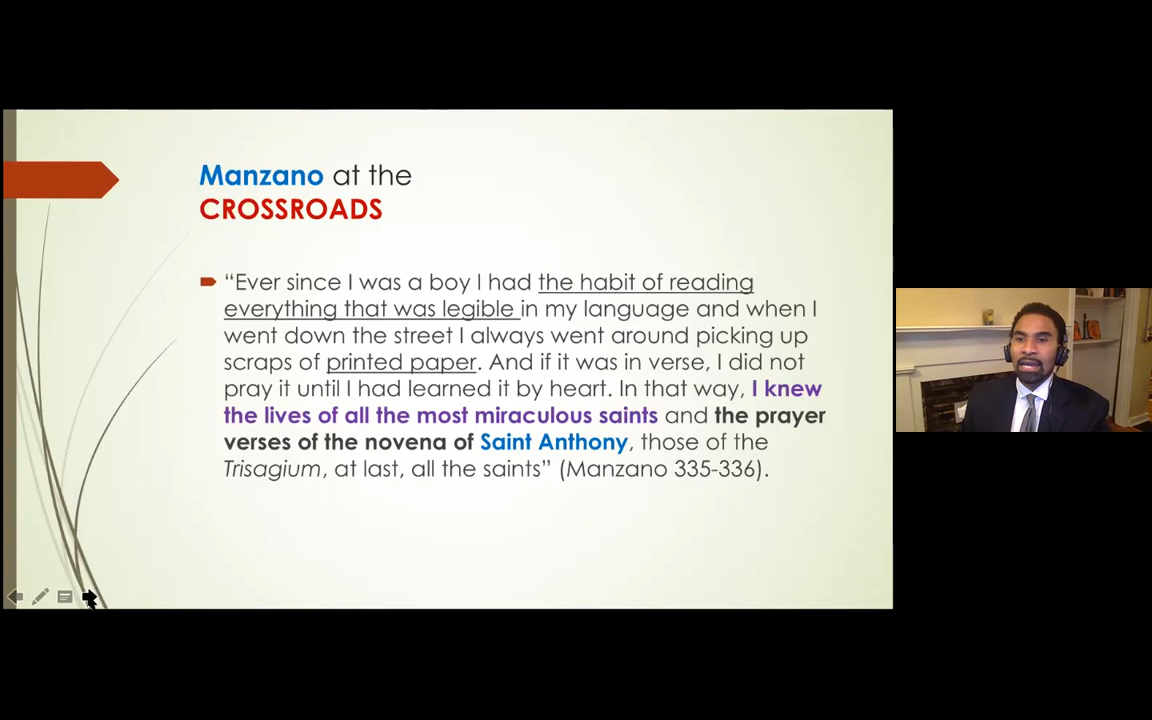 Manzano at the
CROSSROADS
“Ever since I was a boy I had the habit of reading
everything that was legible in my language and when I
went down the street I always went around picking up
scraps of printed paper. And if it was in verse, I did not
pray it until I had learned it by heart. In that way, I knew
the lives of all the most miraculous saints and the prayer
verses of the novena of Saint Anthony, those of the
Trisagium, at last, all the saints” (Manzano 335-336).